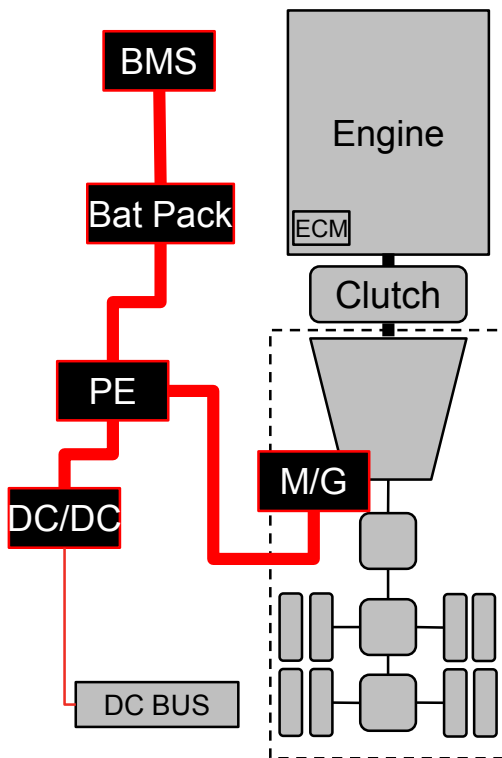 BMS
Engine
Bat Pack
ECM
Clutch
PE
M/G
DC/DC
DC BUS